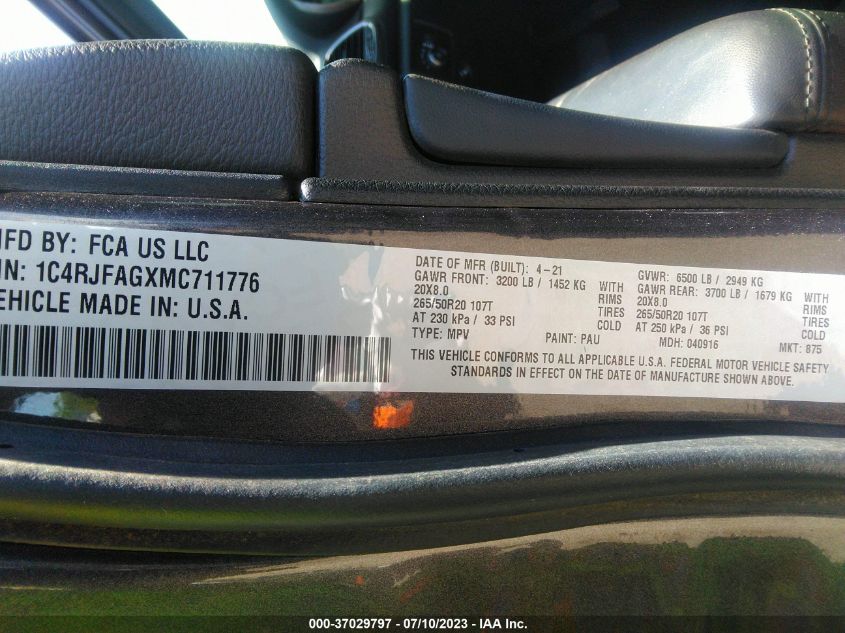 MFD BY: FCA US LLC
VIN: 1C4RJFAGXMC711776
VEHICLE MADE IN: U.S.A.
DATE OF MFR (BUILT): 4-21
GVWR: 6500 LB / 2949 KG
GAWR FRONT: 3200 LB / 1452 KG WITH
GAWR REAR: 3700 LB / 1679 KG WITH
20X8.0 RIMS
20X8.0 RIMS
265/50R20 107T TIRES
265/50R20 107T TIRES
AT 230 kPa / 33 PSI COLD
AT 250 kPa / 36 PSI COLD
TYPE: MPV PAINT: PAU MDH: 040916 MKT: 875
THIS VEHICLE CONFORMS TO ALL APPLICABLE U.S.A. FEDERAL MOTOR VEHICLE SAFETY
STANDARDS IN EFFECT ON THE DATE OF MANUFACTURE SHOWN ABOVE.
000-37029797 - 07/10/2023 - IAA Inc.